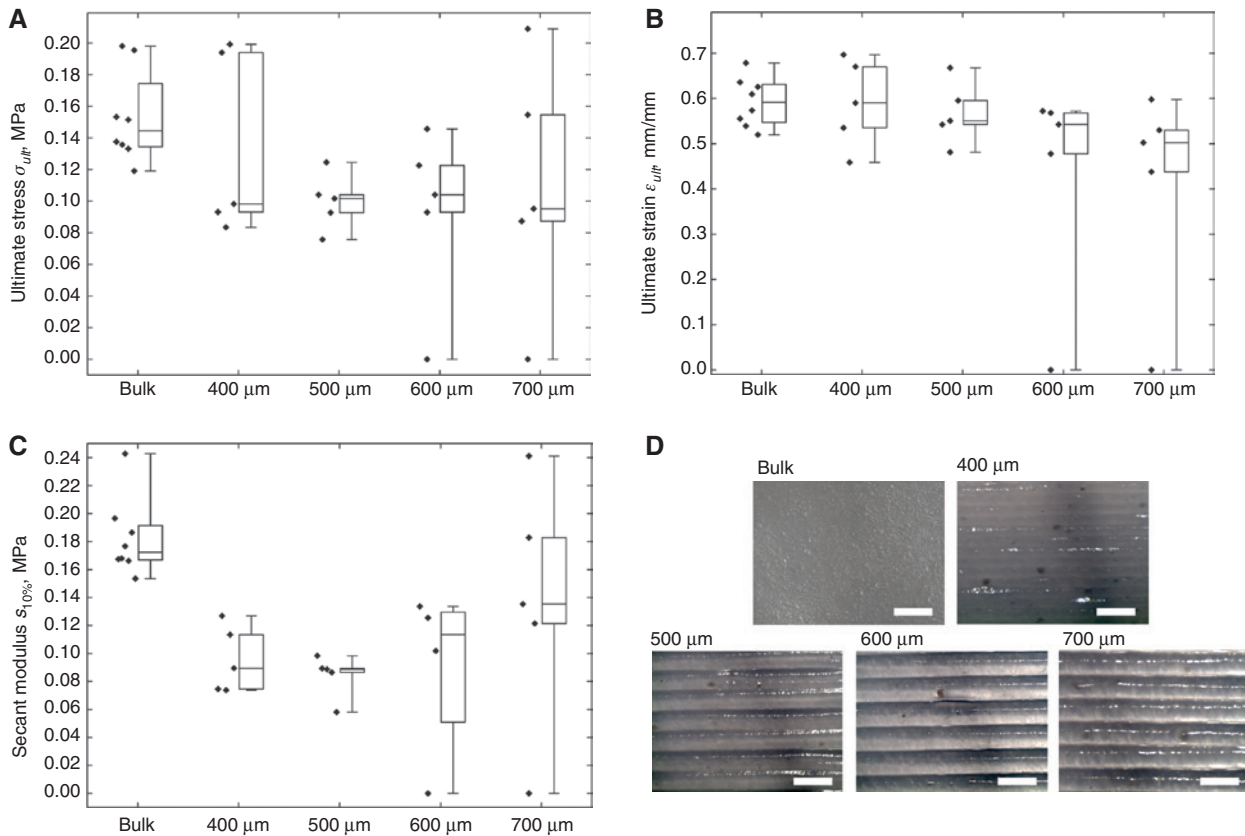 A
Ultimate stress σult, MPa
0.20
0.18
0.16
0.14
0.12
0.10
0.08
0.06
0.04
0.02
0.00
Bulk 400 μm 500 μm 600 μm 700 μm
B
Ultimate strain εult, mm/mm
0.7
0.6
0.5
0.4
0.3
0.2
0.1
0.0
Bulk 400 μm 500 μm 600 μm 700 μm
C
Secant modulus s10%, MPa
0.24
0.22
0.20
0.18
0.16
0.14
0.12
0.10
0.08
0.06
0.04
0.02
0.00
Bulk 400 μm 500 μm 600 μm 700 μm
D
Bulk 400 μm
500 μm 600 μm 700 μm